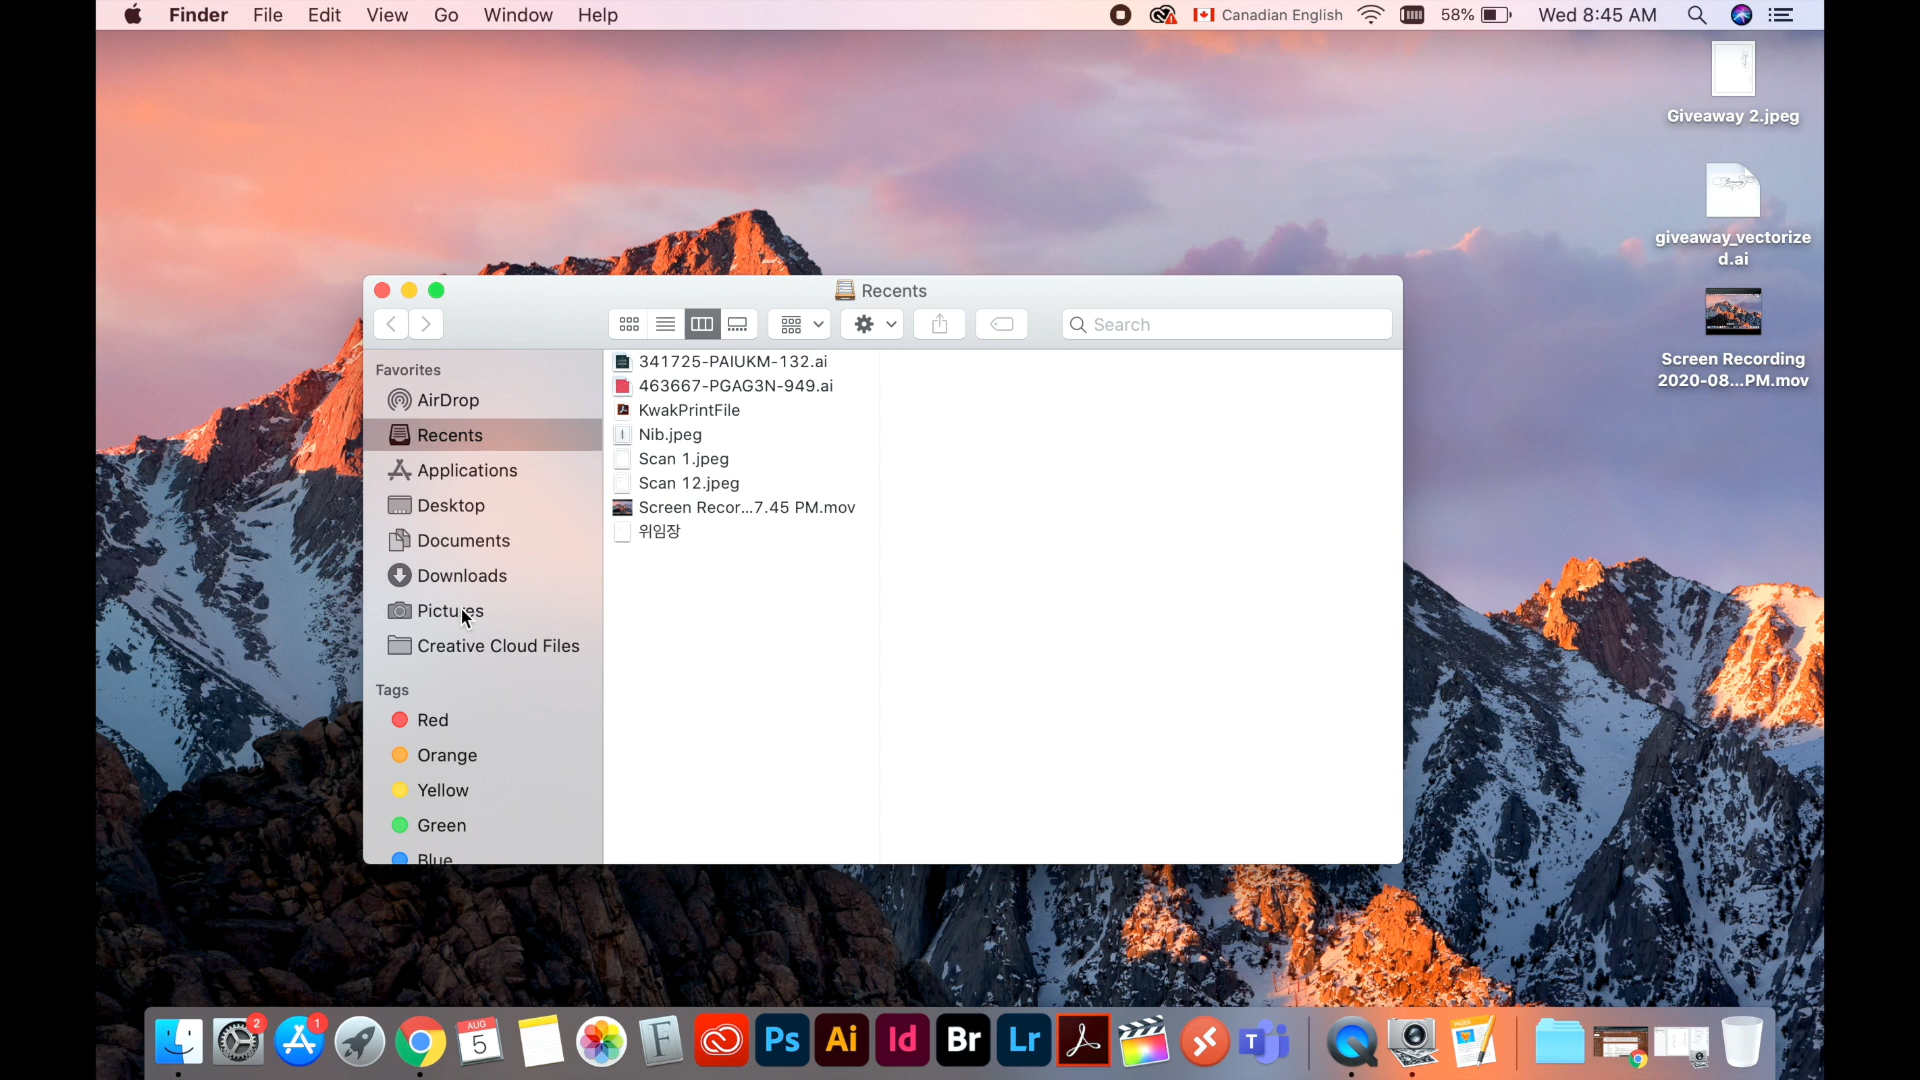 Finder File Edit View Go Window Help Canadian English 58% Wed 8:45 AM
Giveaway 2.jpeg
giveaway_vectorize
d.ai
Screen Recording
2020-08...PM.mov
Recents
Search
Favorites
AirDrop
Recents
Applications
Desktop
Documents
Downloads
Pictures
Creative Cloud Files
Tags
Red
Orange
Yellow
Green
Blue
341725-PAIUKM-132.ai
463667-PGAG3N-949.ai
KwakPrintFile
Nib.jpeg
Scan 1.jpeg
Scan 12.jpeg
Screen Recor...7.45 PM.mov
위임장
2 1 AUG 5 F Ps Ai Id Br Lr T